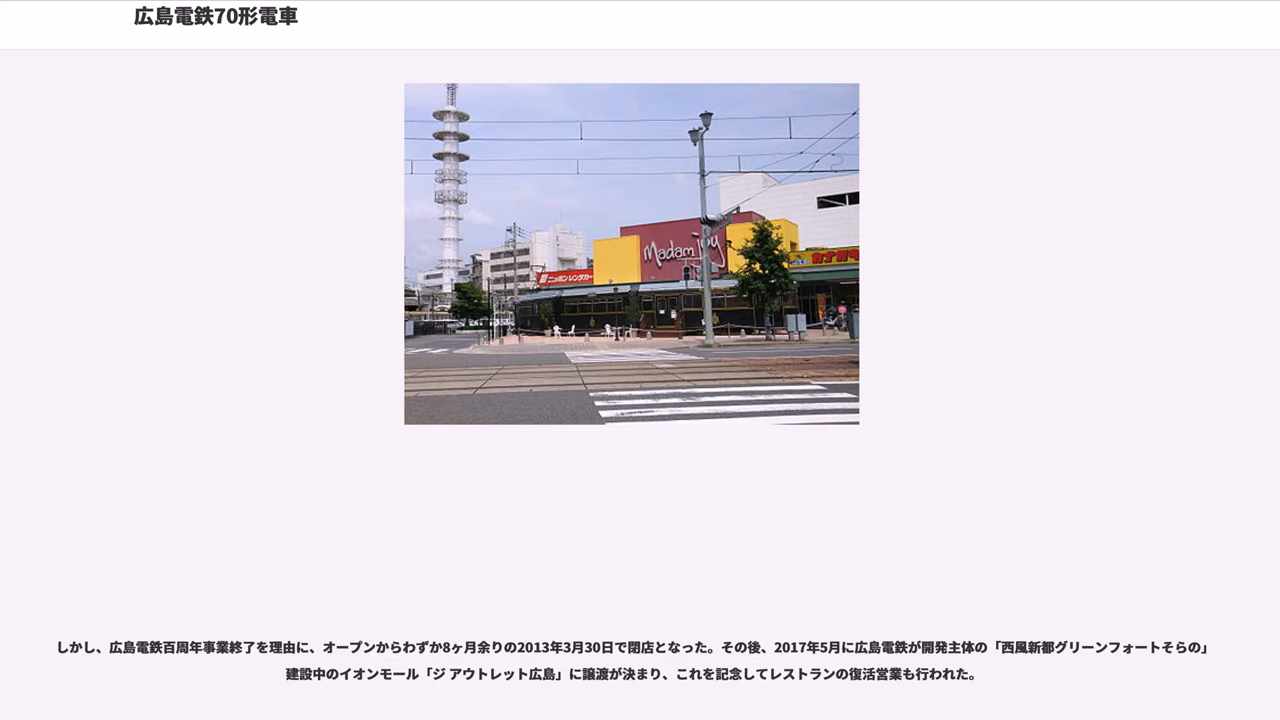 広島電鉄70形電車
Madam Joy
ニッポンレンタカー
しかし、広島電鉄百周年事業終了を理由に、オープンからわずか8ヶ月余りの2013年3月30日で閉店となった。その後、2017年5月に広島電鉄が開発主体の「西風新都グリーンフォートそらの」
建設中のイオンモール「ジ アウトレット広島」に譲渡が決まり、これを記念してレストランの復活営業も行われた。